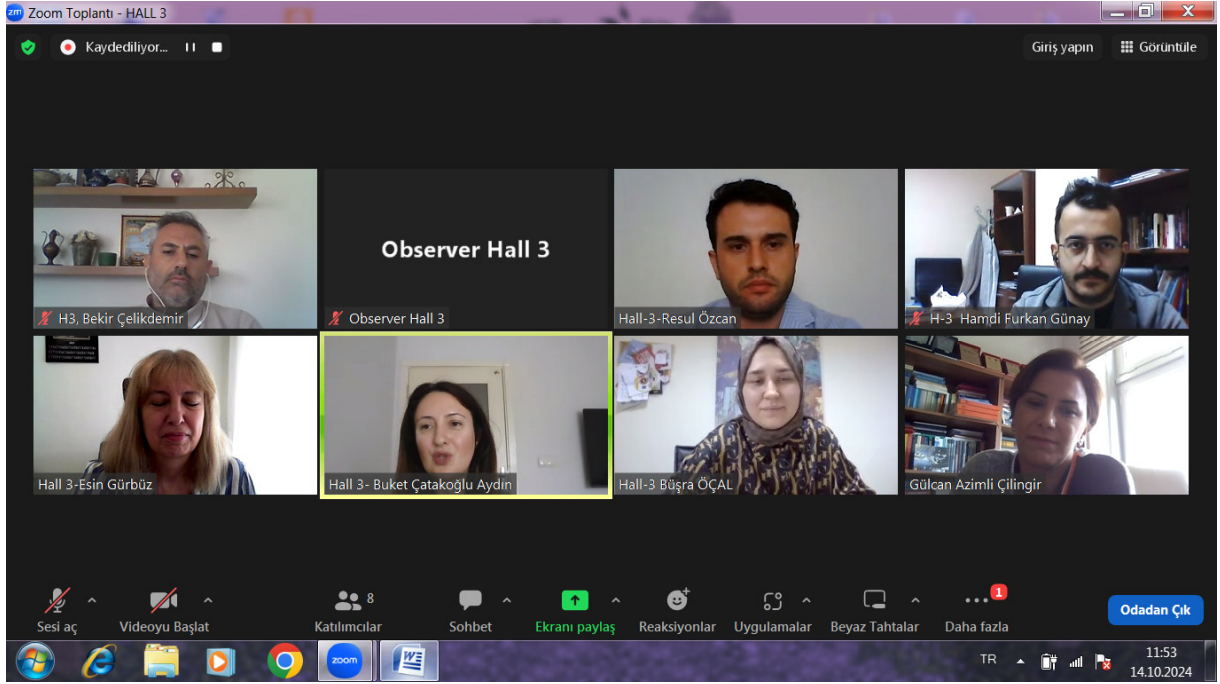 Zoom Toplantı - HALL 3
Kaydediliyor...
Giriş yapın
Görüntüle
H3, Bekir Çelikdemir
Observer Hall 3
Observer Hall 3
Hall-3-Resul Özcan
H-3 Hamdi Furkan Günay
Hall 3-Esin Gürbüz
Hall 3- Buket Çatakoğlu Aydın
Hall-3 Büşra ÖÇAL
Gülcan Azimli Çilingir
Sesi aç
Videoyu Başlat
8
Katılımcılar
Sohbet
Ekranı paylaş
Reaksiyonlar
Uygulamalar
Beyaz Tahtalar
1
Daha fazla
Odadan Çık
zoom
TR
11:53
14.10.2024